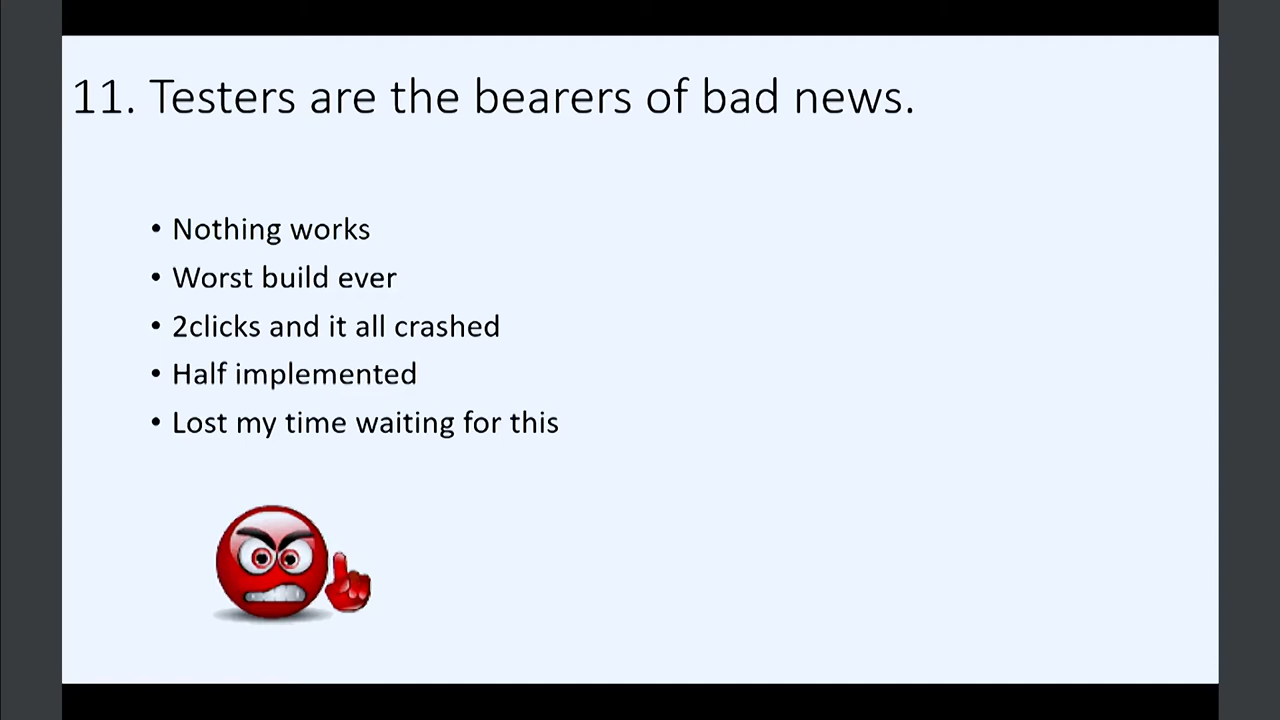 11. Testers are the bearers of bad news.
• Nothing works
• Worst build ever
• 2clicks and it all crashed
• Half implemented
• Lost my time waiting for this